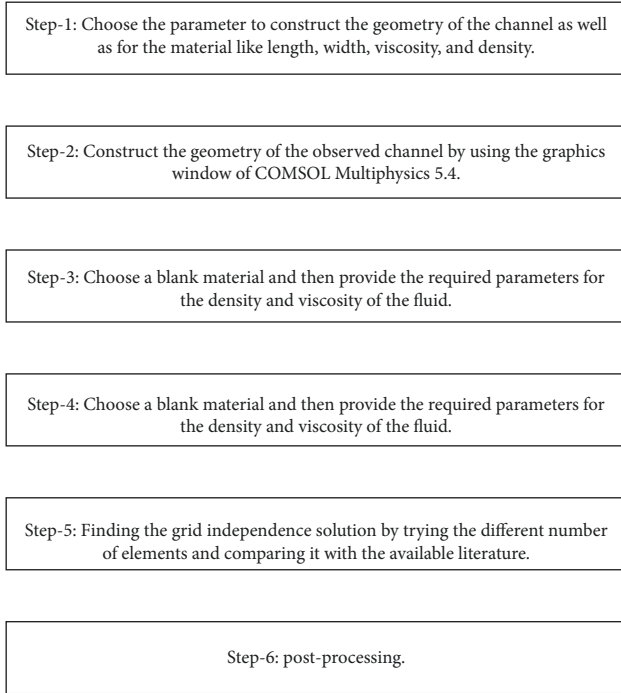 Step-1: Choose the parameter to construct the geometry of the channel as well
as for the material like length, width, viscosity, and density.
Step-2: Construct the geometry of the observed channel by using the graphics
window of COMSOL Multiphysics 5.4.
Step-3: Choose a blank material and then provide the required parameters for
the density and viscosity of the fluid.
Step-4: Choose a blank material and then provide the required parameters for
the density and viscosity of the fluid.
Step-5: Finding the grid independence solution by trying the different number
of elements and comparing it with the available literature.
Step-6: post-processing.